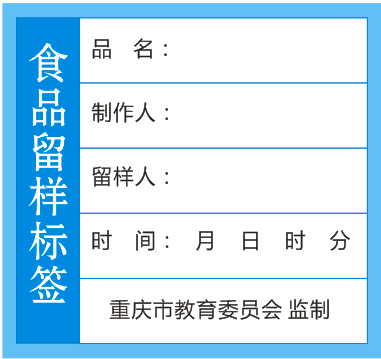 食品留样标签
品 名：
制作人：
留样人：
时 间： 月 日 时 分
重庆市教育委员会 监制